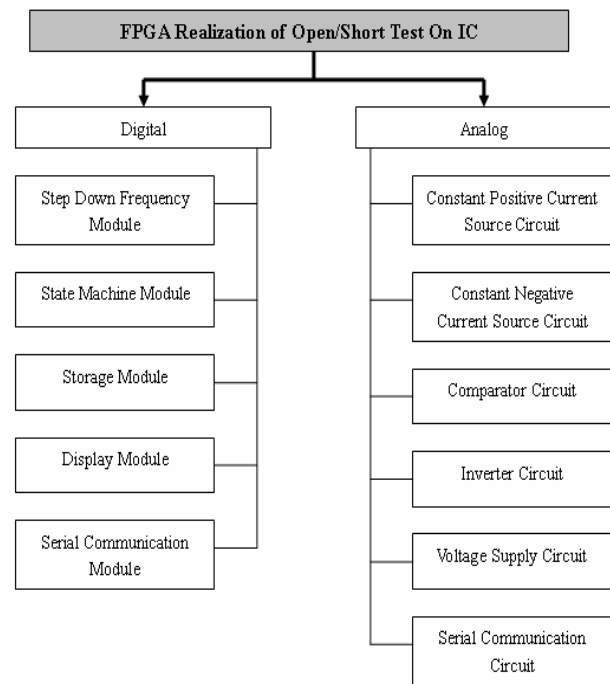 FPGA Realization of Open/Short Test On IC
Digital
Step Down Frequency
Module
State Machine Module
Storage Module
Display Module
Serial Communication
Module
Analog
Constant Positive Current
Source Circuit
Constant Negative
Current Source Circuit
Comparator Circuit
Inverter Circuit
Voltage Supply Circuit
Serial Communication
Circuit